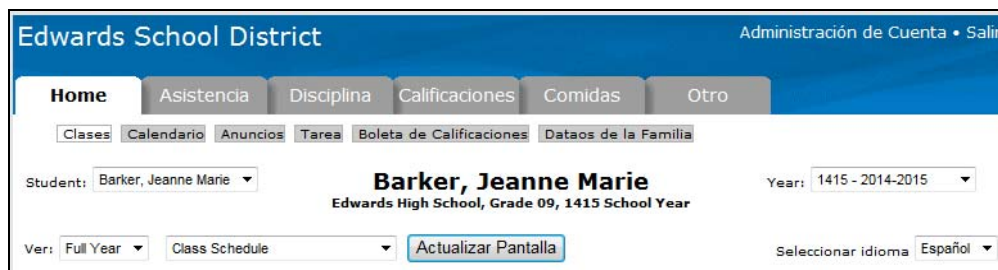 Edwards School District Administración de Cuenta • Salir
Home Asistencia Disciplina Calificaciones Comidas Otro
Clases Calendario Anuncios Tarea Boleta de Calificaciones Dataos de la Familia
Student: Barker, Jeanne Marie Barker, Jeanne Marie Year: 1415 - 2014-2015
Edwards High School, Grade 09, 1415 School Year
Ver: Full Year Class Schedule Actualizar Pantalla Seleccionar idioma Español